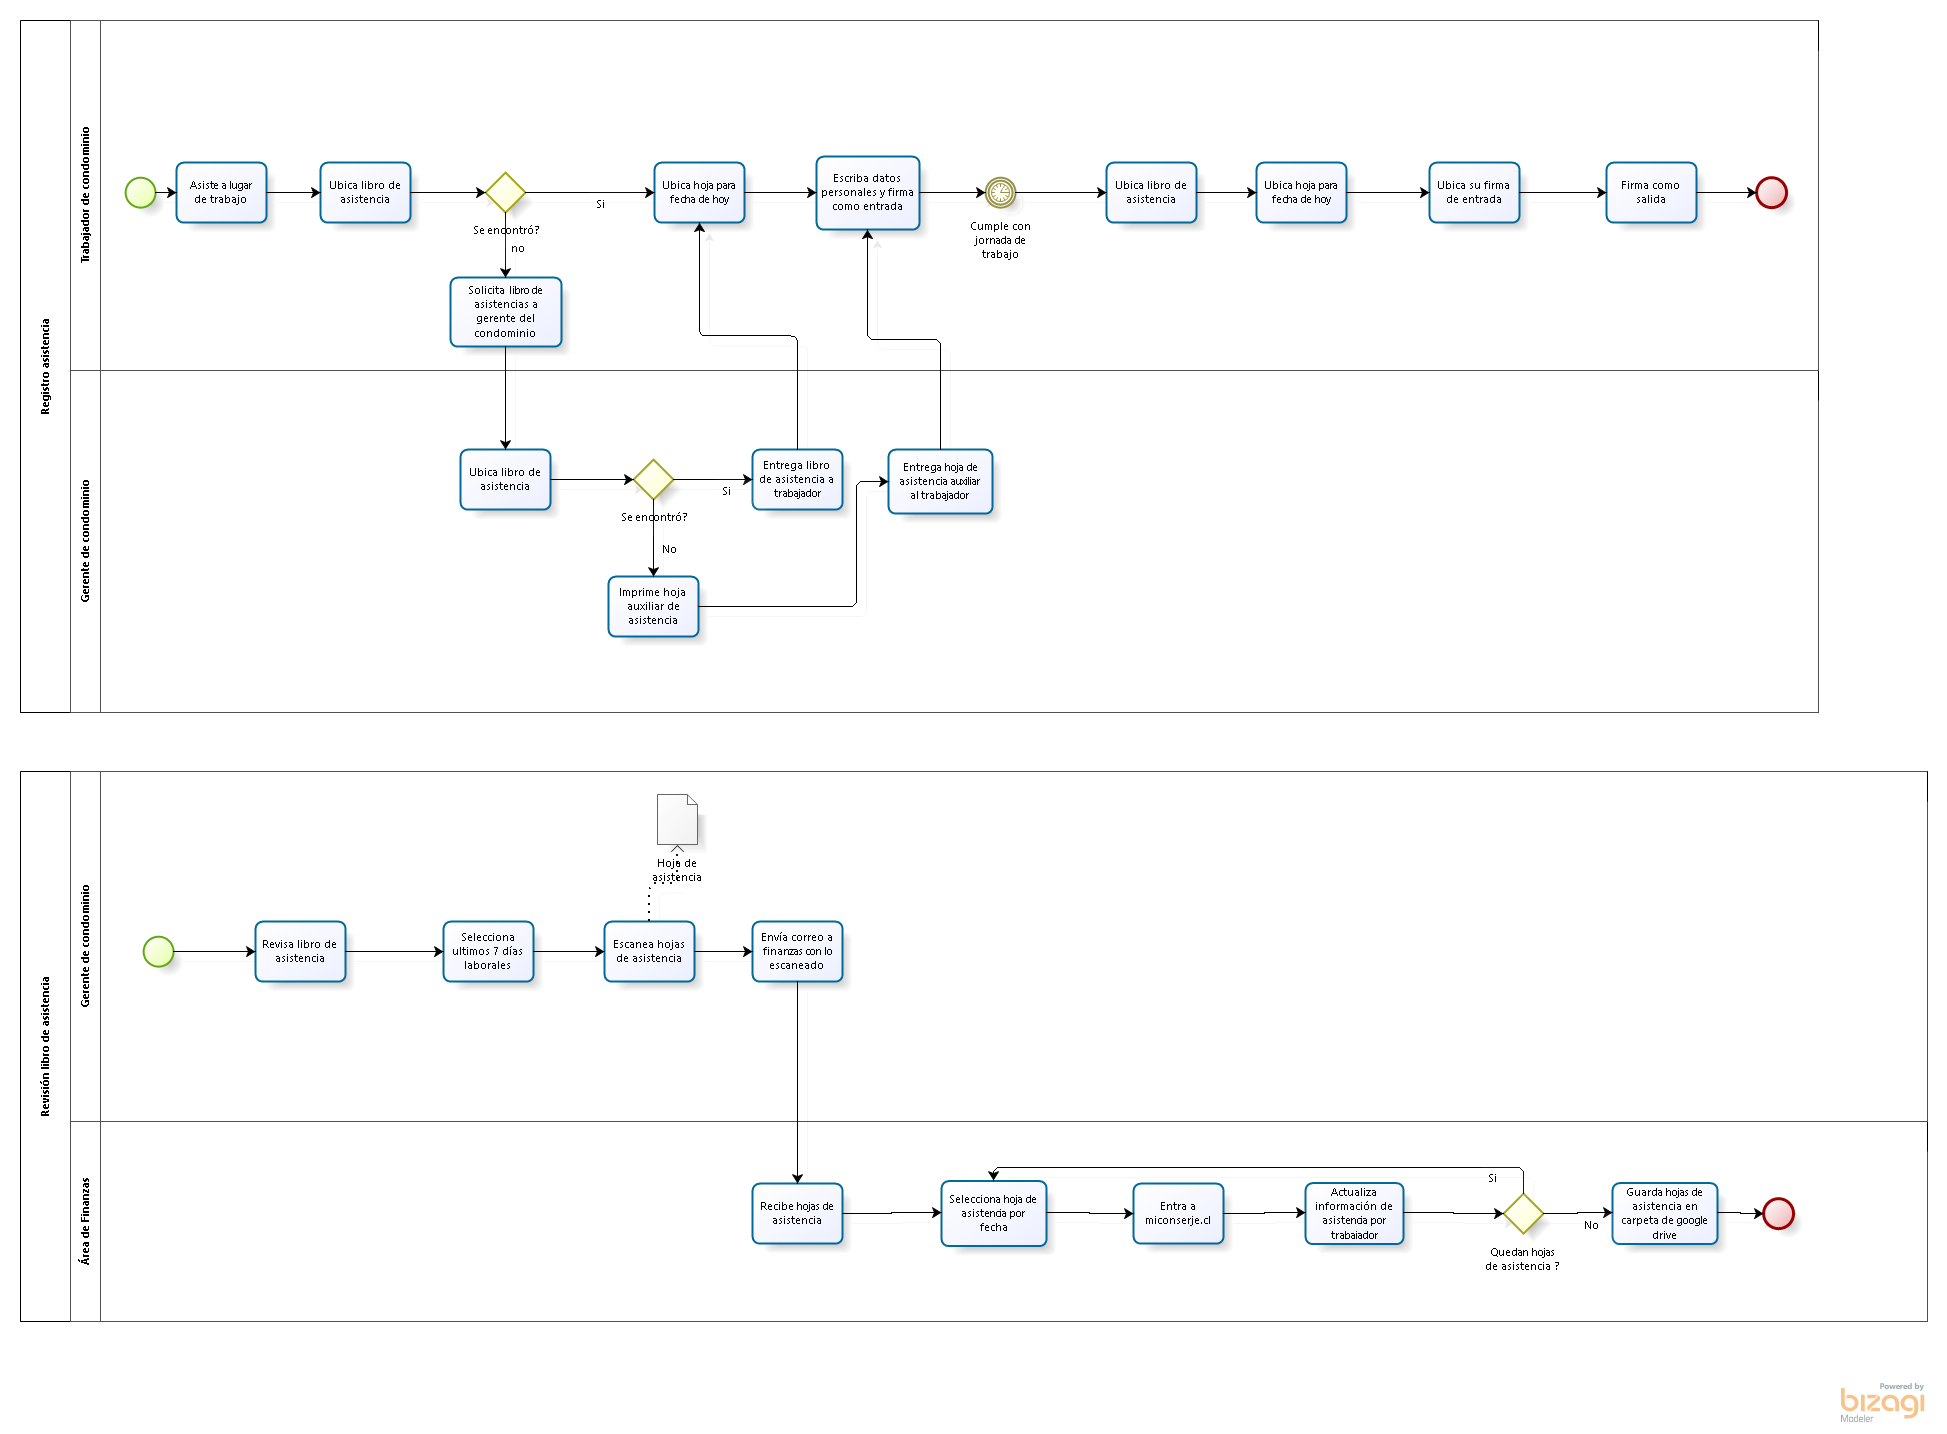 Registro asistencia
Trabajador de condominio
Asiste a lugar
de trabajo
Ubica libro de
asistencia
Se encontró?
Si
no
Solicita libro de
asistencias a
gerente del
condominio
Ubica hoja para
fecha de hoy
Escriba datos
personales y firma
como entrada
Cumple con
jornada de
trabajo
Ubica libro de
asistencia
Ubica hoja para
fecha de hoy
Ubica su firma
de entrada
Firma como
salida
Gerente de condominio
Ubica libro de
asistencia
Se encontró?
Si
No
Entrega libro
de asistencia a
trabajador
Entrega hoja de
asistencia auxiliar
al trabajador
Imprime hoja
auxiliar de
asistencia
Revisión libro de asistencia
Gerente de condominio
Hoja de
asistencia
Revisa libro de
asistencia
Selecciona
ultimos 7 días
laborales
Escanea hojas
de asistencia
Envía correo a
finanzas con lo
escaneado
Área de Finanzas
Recibe hojas de
asistencia
Selecciona hoja de
asistencia por
fecha
Entra a
miconserje.cl
Actualiza
información de
asistenca por
trabajador
Si
Quedan hojas
de asistencia ?
No
Guarda hojas de
asistencia en
carpeta de google
drive
Powered by
bizagi
Modeler